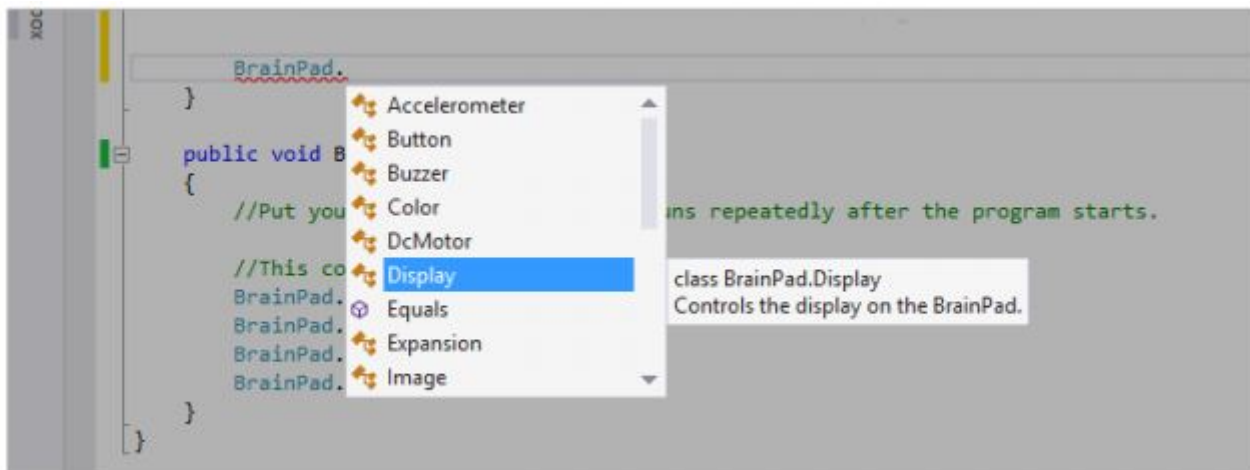 BrainPad.
}
Accelerometer
Button
Buzzer
Color
DcMotor
Display
Equals
Expansion
Image
class BrainPad.Display
Controls the display on the BrainPad.
public void B
{
//Put you uns repeatedly after the program starts.
//This co
BrainPad.
BrainPad.
BrainPad.
BrainPad.
}
}